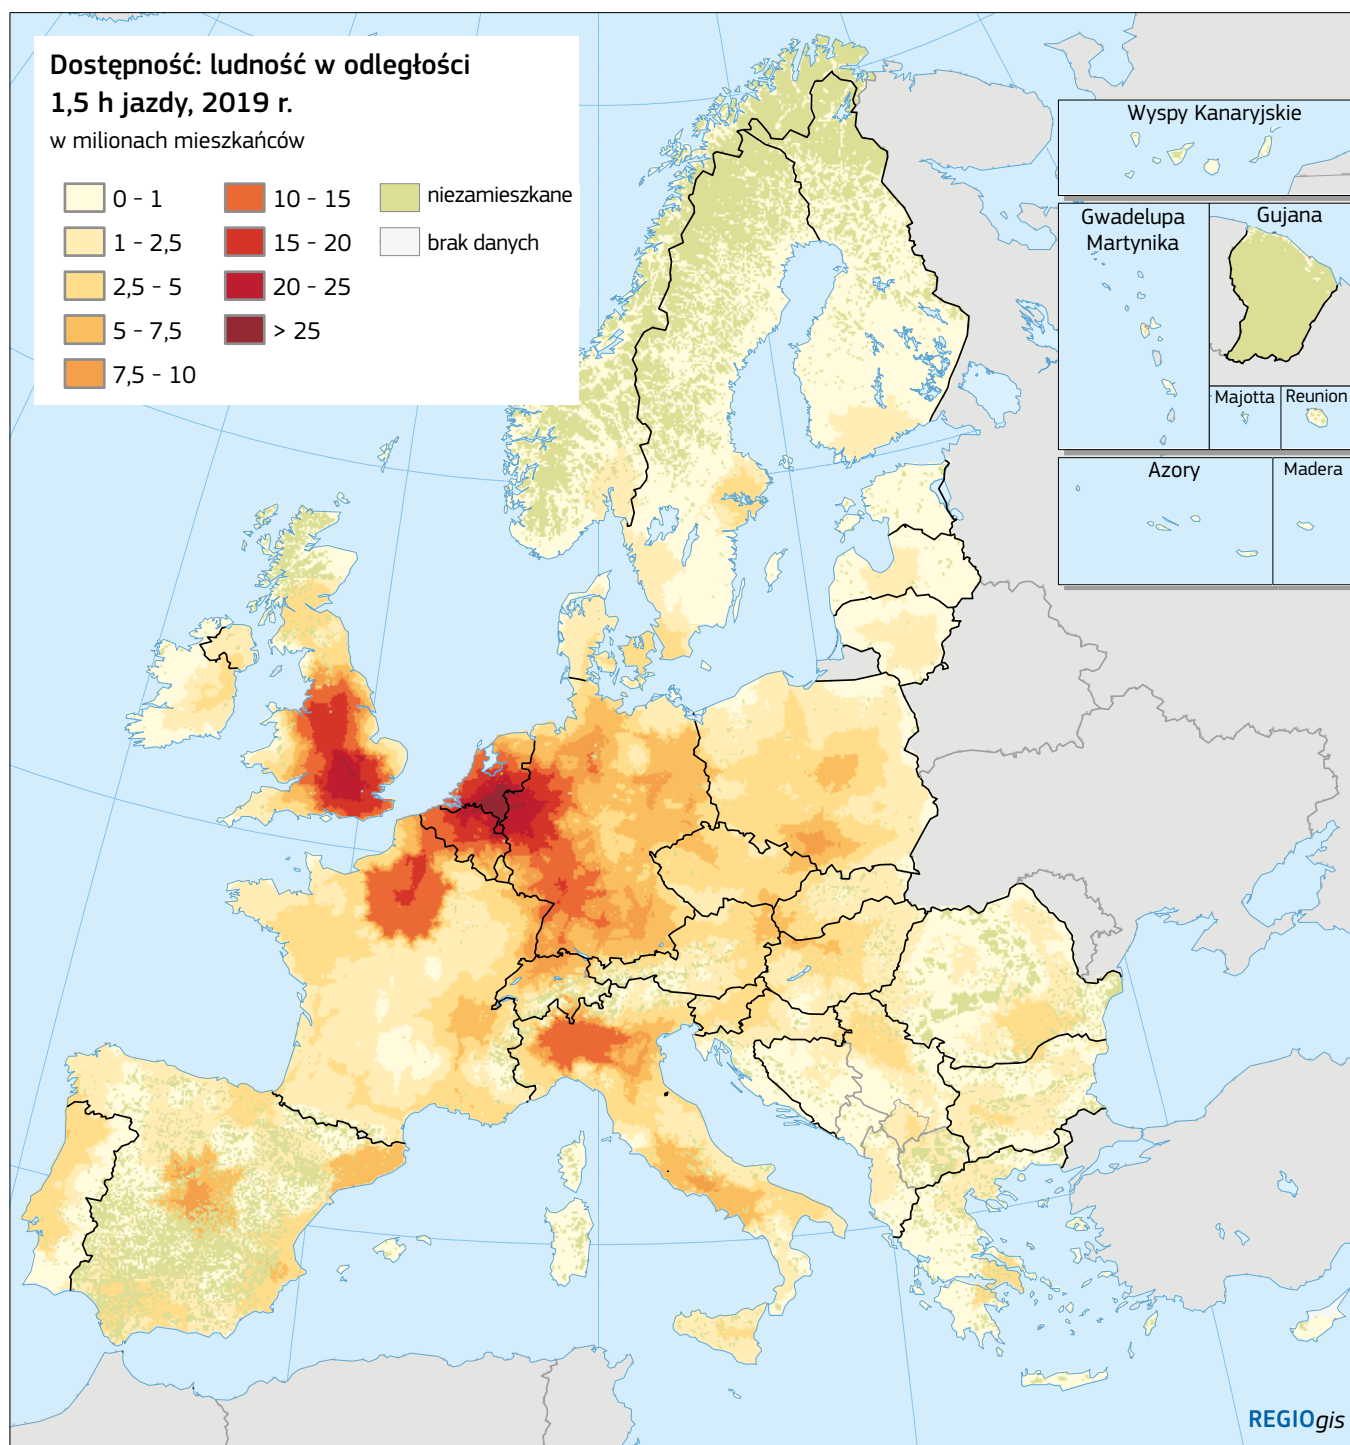 Dostępność: ludność w odległości
1,5 h jazdy, 2019 r.
w milionach mieszkańców
0 - 1
1 - 2,5
2,5 - 5
5 - 7,5
7,5 - 10
10 - 15
15 - 20
20 - 25
> 25
niezamieszkane
brak danych
Wyspy Kanaryjskie
Gwadelupa
Martynika
Gujana
Majotta
Reunion
Azory
Madera
REGIOgis